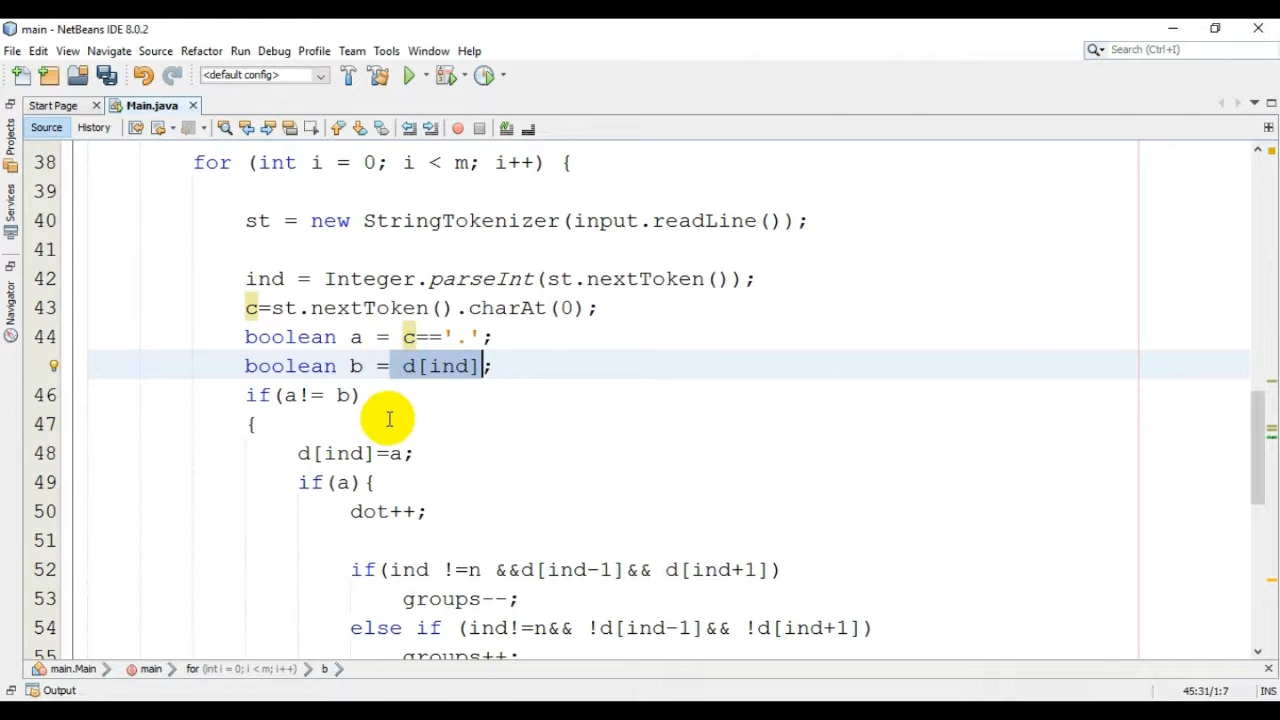 main - NetBeans IDE 8.0.2
File Edit View Navigate Source Refactor Run Debug Profile Team Tools Window Help
Search (Ctrl+I)
<default config>
Start Page Main.java
Source History
Projects
Services
Navigator
38 for (int i = 0; i < m; i++) {
39
40 st = new StringTokenizer(input.readLine());
41
42 ind = Integer.parseInt(st.nextToken());
43 c=st.nextToken().charAt(0);
44 boolean a = c=='.';
boolean b = d[ind];
46 if(a!= b)
47 {
48 d[ind]=a;
49 if(a){
50 dot++;
51
52 if(ind !=n &&d[ind-1]&& d[ind+1])
53 groups--;
54 else if (ind!=n&& !d[ind-1]&& !d[ind+1])
55 groups++;
main.Main main for (int i = 0; i < m; i++) b
Output
45:31/1:7 INS